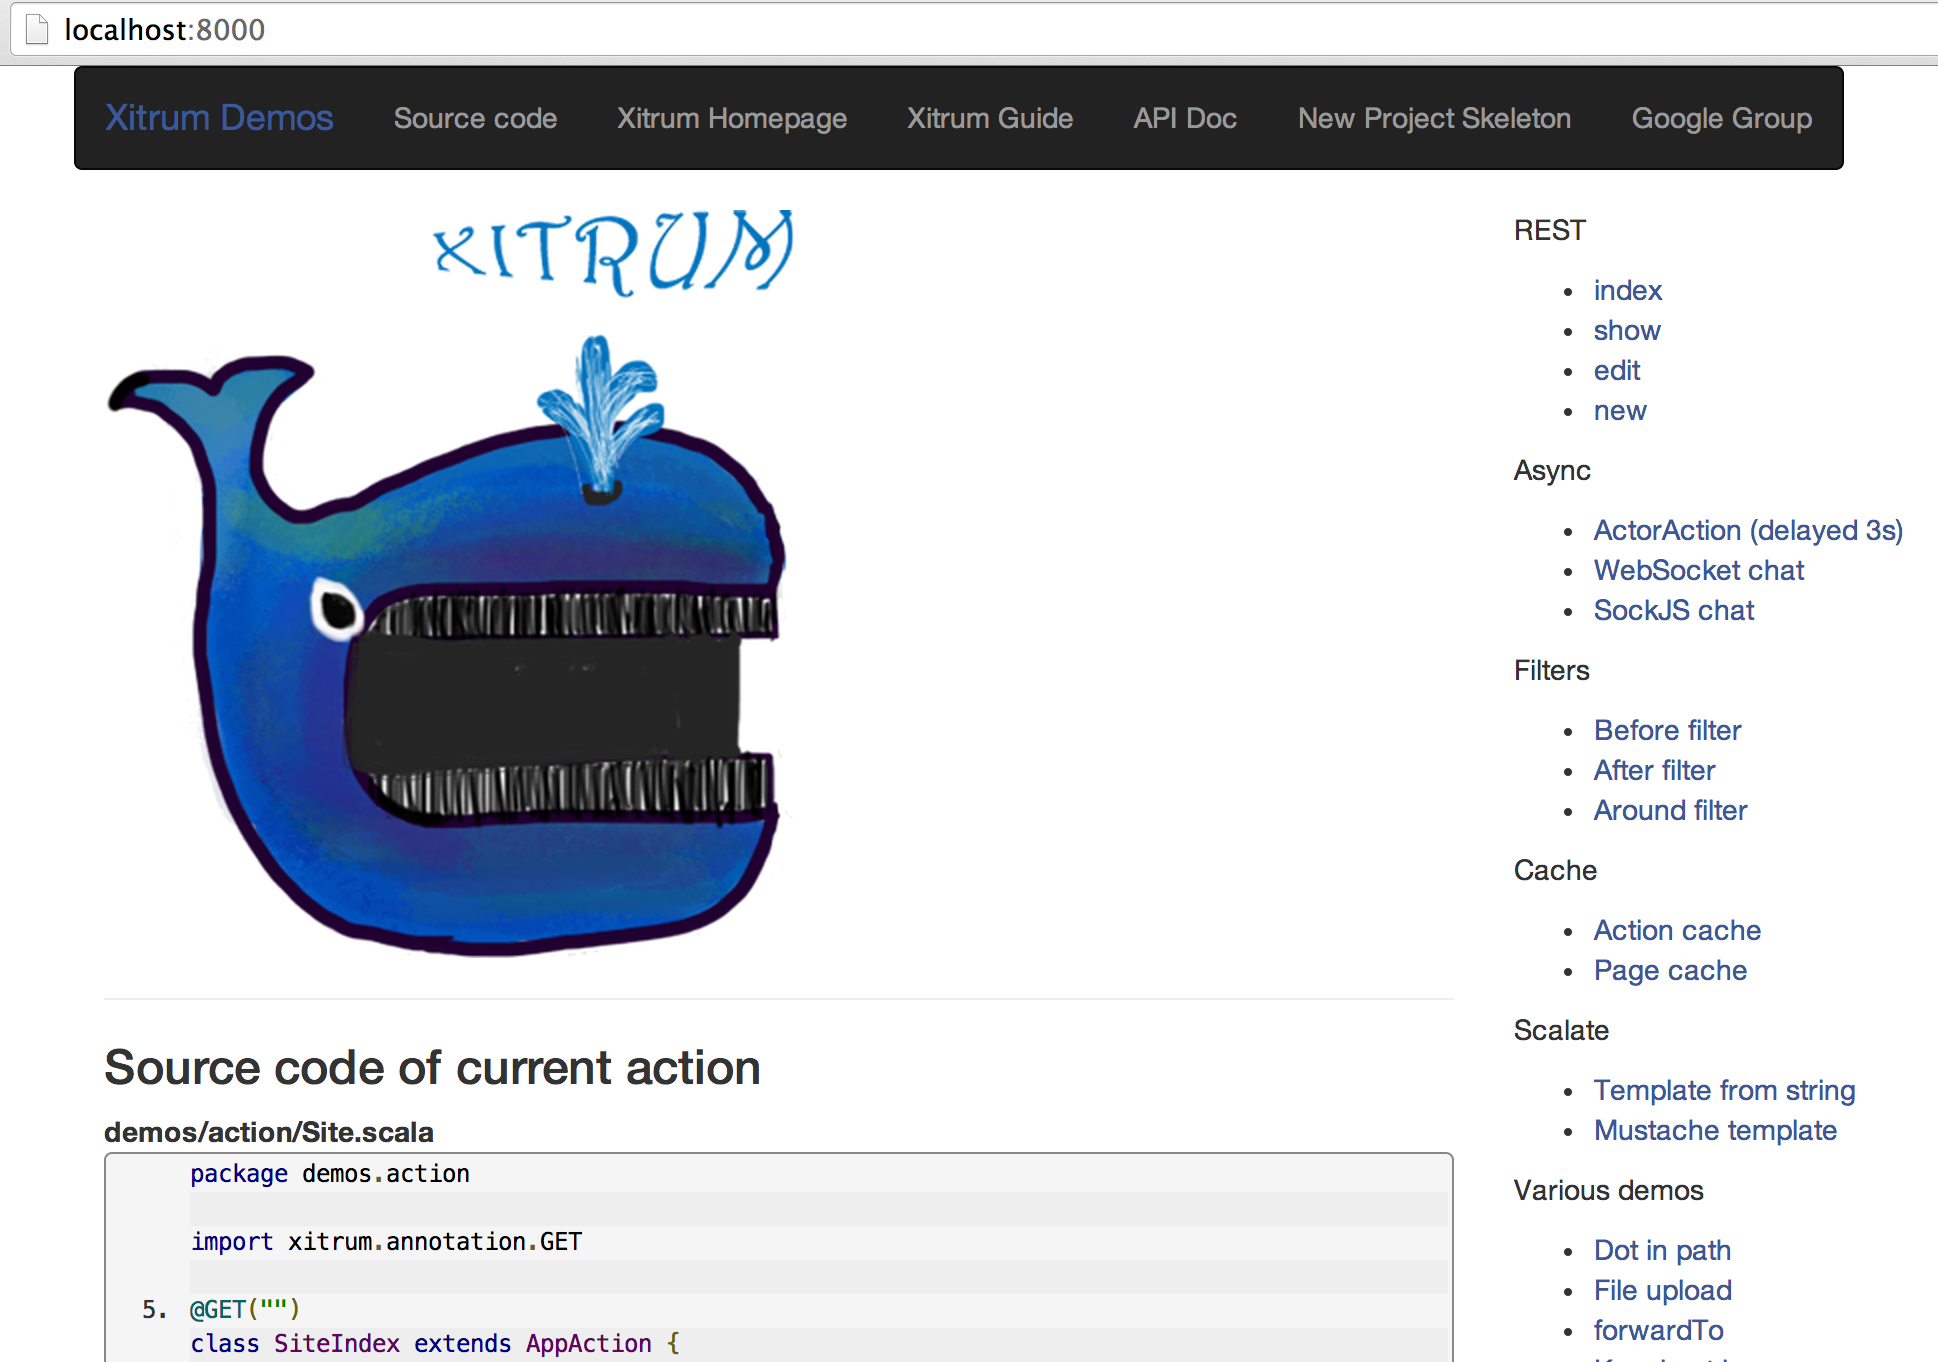 localhost:8000
Xitrum Demos Source code Xitrum Homepage Xitrum Guide API Doc New Project Skeleton Google Group
XITRUM
Source code of current action
demos/action/Site.scala
package demos.action
import xitrum.annotation.GET
5. @GET("")
class SiteIndex extends AppAction {
REST
• index
• show
• edit
• new
Async
• ActorAction (delayed 3s)
• WebSocket chat
• SockJS chat
Filters
• Before filter
• After filter
• Around filter
Cache
• Action cache
• Page cache
Scalate
• Template from string
• Mustache template
Various demos
• Dot in path
• File upload
• forwardTo